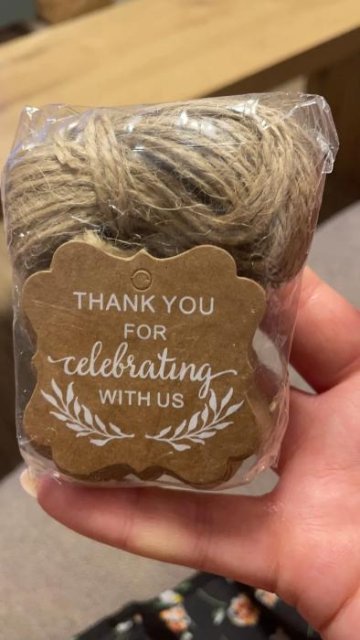 THANK YOU
FOR
celebrating
WITH US